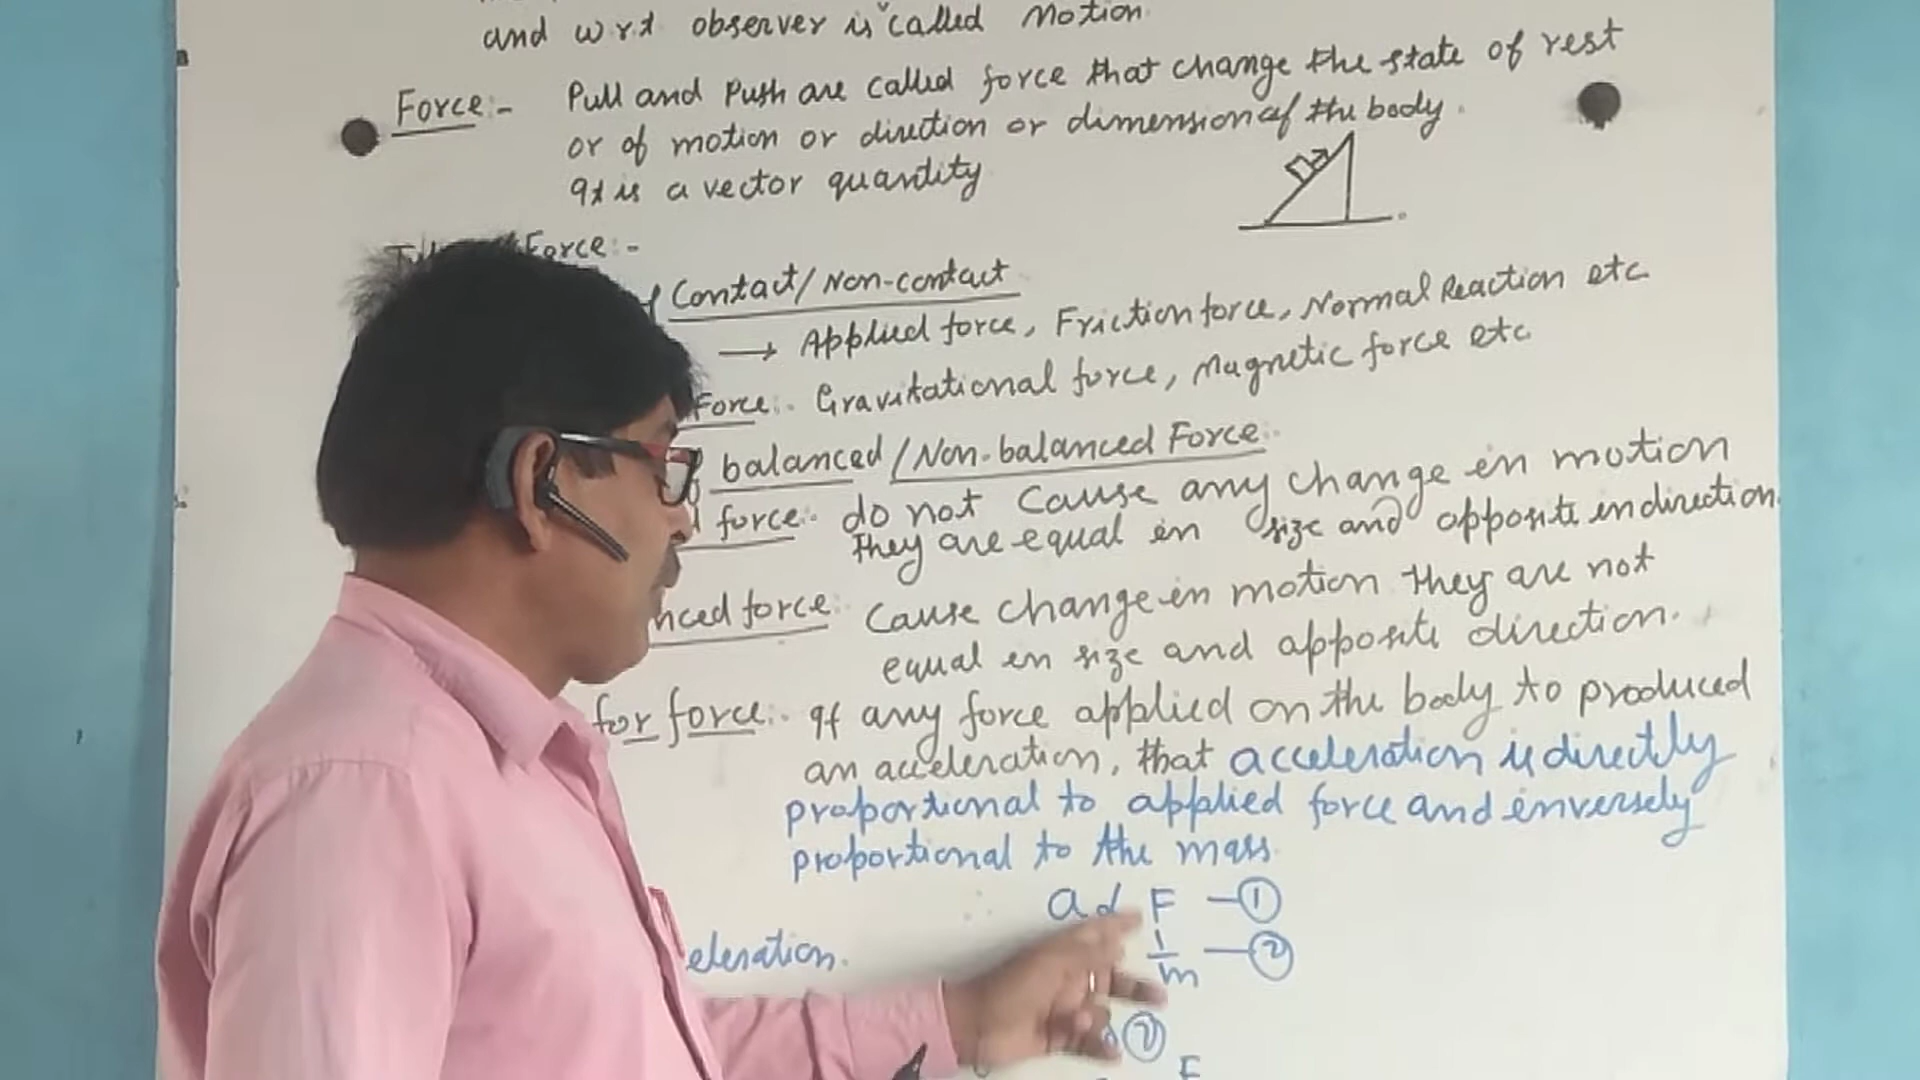 and wrt observer is called Motion
Force:- Pull and Push are called force that change the state of rest
or of motion or direction or dimension of the body.
It is a vector quantity
Force:-
Contact/Non-contact
→ Applied force, Friction force, Normal Reaction etc
Force:- Gravitational force, Magnetic force etc
balanced/Non-balanced Force:-
force:- do not cause any change in motion
they are equal in size and opposite in direction.
force:- Cause change in motion they are not
equal in size and opposite direction.
for force:- If any force applied on the body to produced
an acceleration, that acceleration is directly
proportional to applied force and inversely
proportional to the mass
a α F —①
1/m —②
②
F